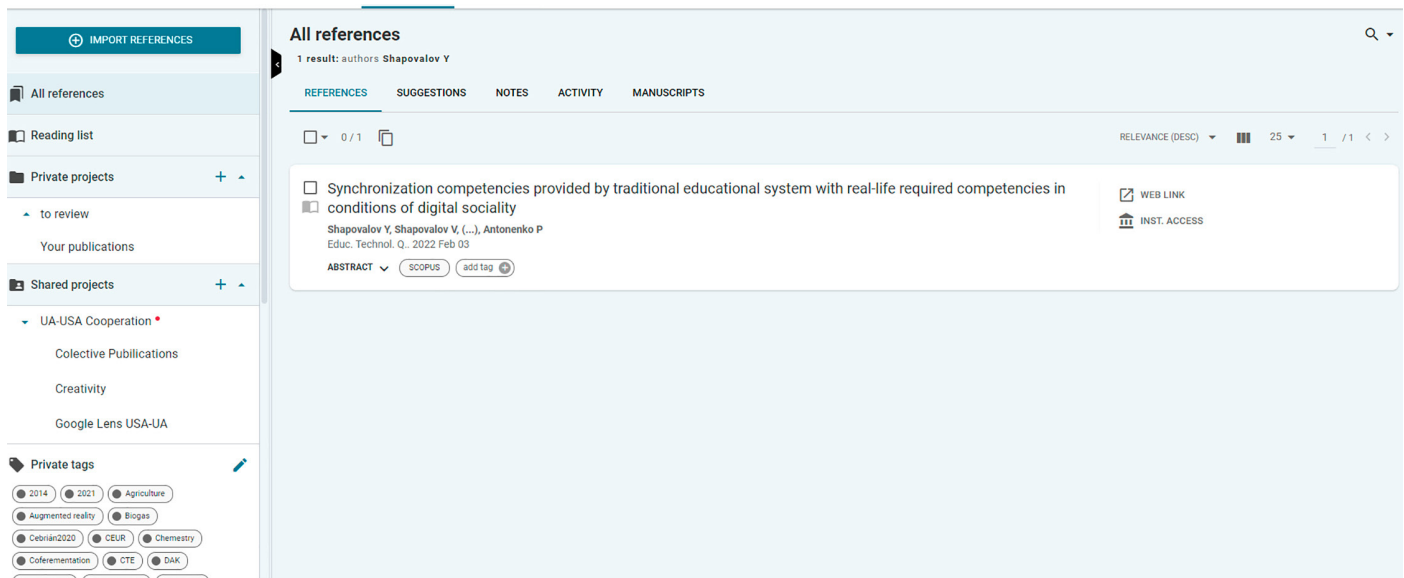 IMPORT REFERENCES
All references
Reading list
Private projects
to review
Your publications
Shared projects
UA-USA Cooperation
Colective Pubilications
Creativity
Google Lens USA-UA
Private tags
2014 2021 Agriculture
Augmented reality Biogas
Cebrián2020 CEUR Chemestry
Coferementation CTE DAK
All references
1 result: authors Shapovalov Y
REFERENCES SUGGESTIONS NOTES ACTIVITY MANUSCRIPTS
0 / 1 RELEVANCE (DESC) 25 1 / 1
Synchronization competencies provided by traditional educational system with real-life required competencies in
conditions of digital sociality
Shapovalov Y, Shapovalov V, (...), Antonenko P
Educ. Technol. Q.. 2022 Feb 03
ABSTRACT SCOPUS add tag
WEB LINK
INST. ACCESS